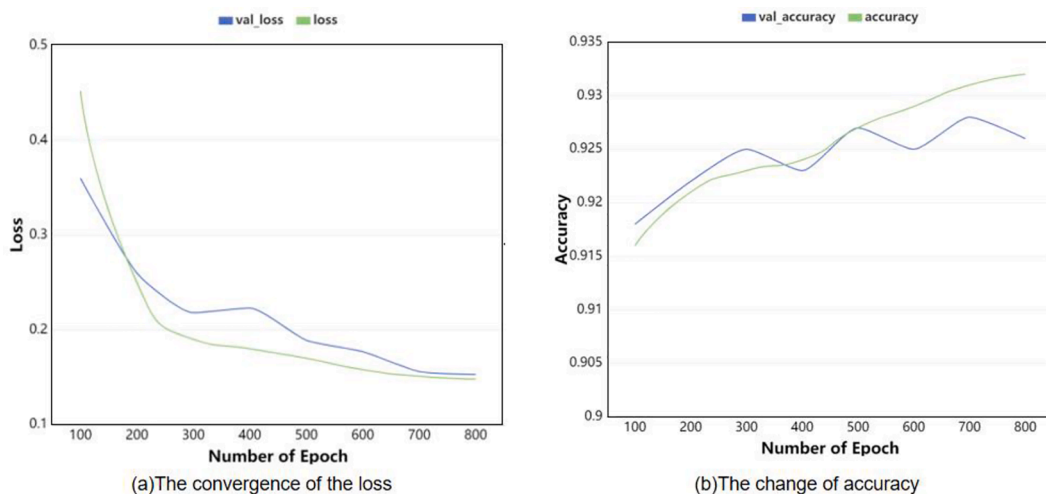 val_loss loss
0.5
0.4
0.3
0.2
0.1
Loss
100 200 300 400 500 600 700 800
Number of Epoch
(a)The convergence of the loss
val_accuracy accuracy
0.935
0.93
0.925
0.92
0.915
0.91
0.905
0.9
Accuracy
100 200 300 400 500 600 700 800
Number of Epoch
(b)The change of accuracy